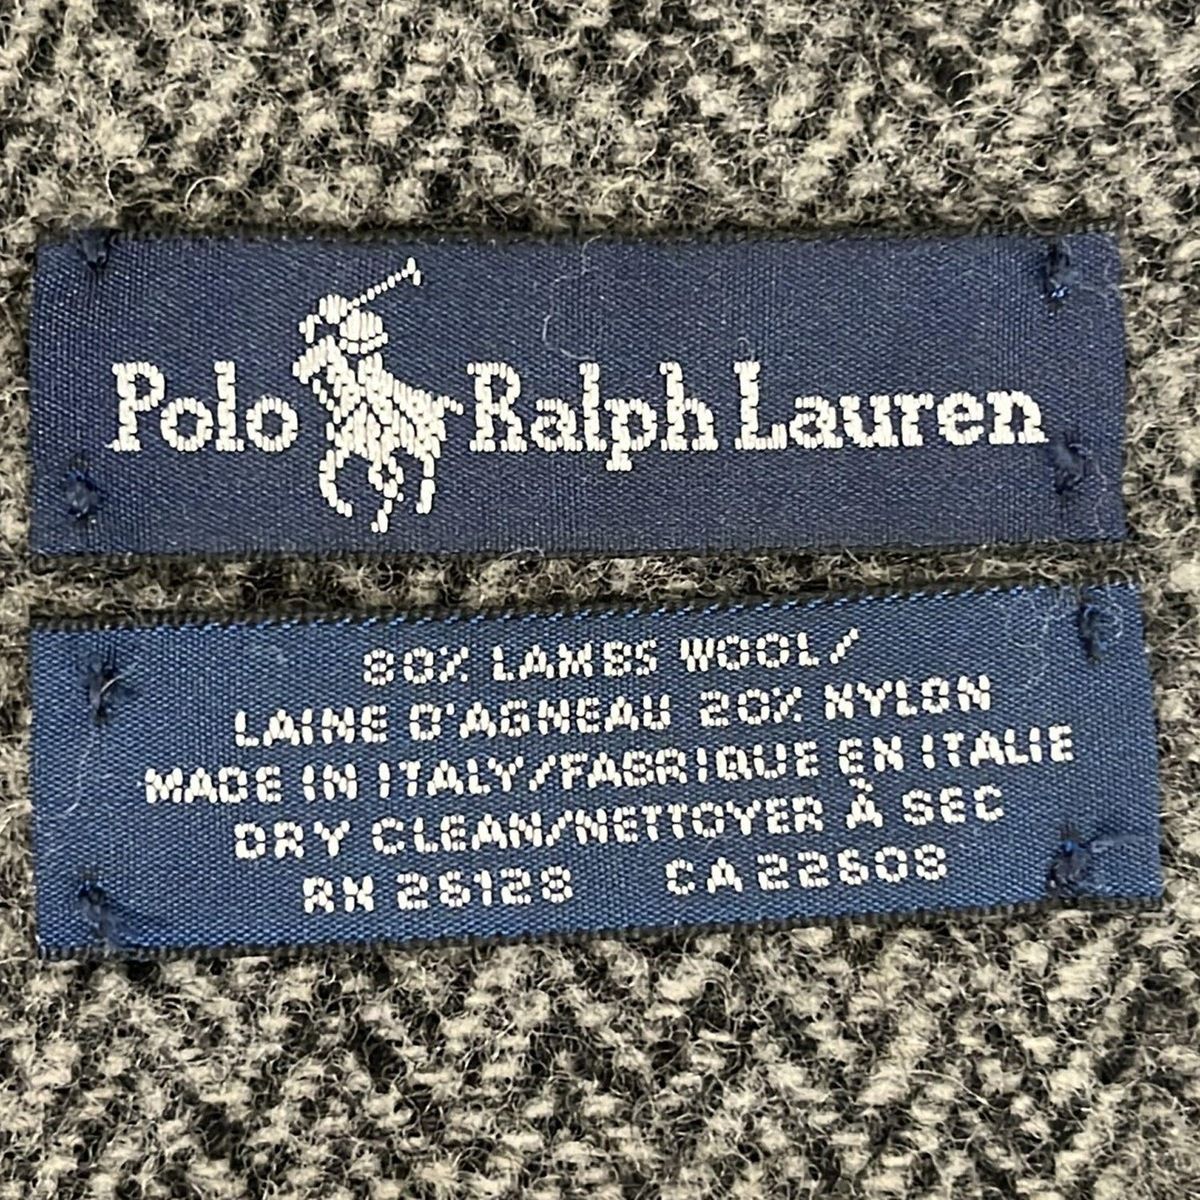 Polo Ralph Lauren
80% LAMBS WOOL/
LAINE D'AGNEAU 20% NYLON
MADE IN ITALY/FABRIQUE EN ITALIE
DRY CLEAN/NETTOYER À SEC
RN 26128 CA 22608